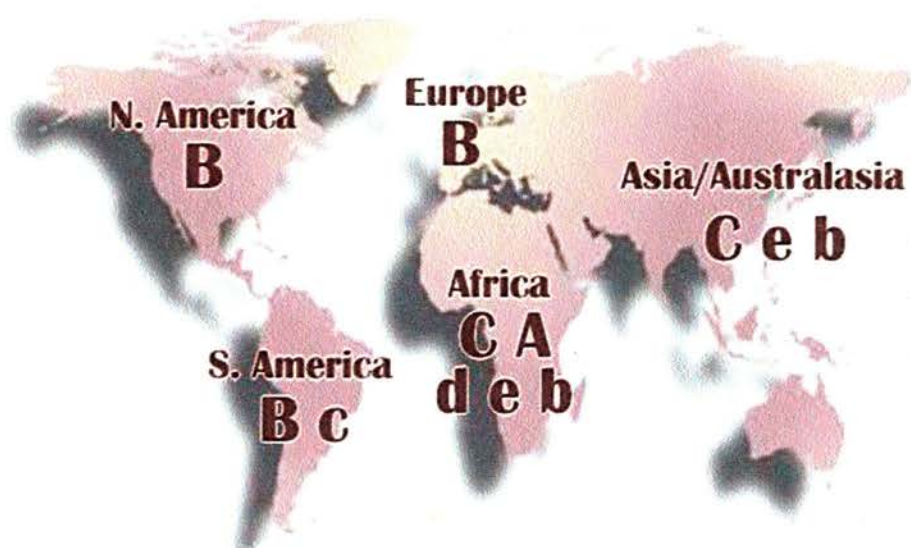 N. America
B
Europe
B
Asia/Australasia
C e b
Africa
C A
d e b
S. America
B c